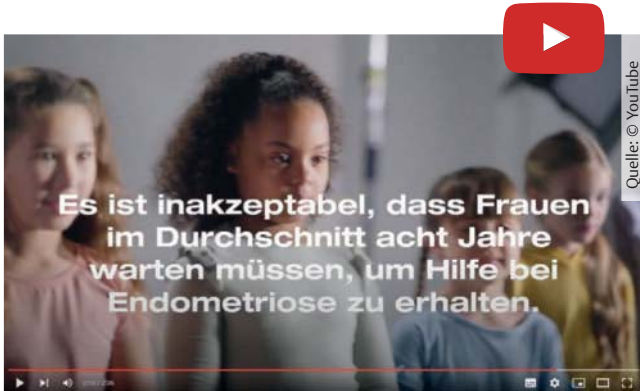 Es ist inakzeptabel, dass Frauen
im Durchschnitt acht Jahre
warten müssen, um Hilfe bei
Endometriose zu erhalten.
Quelle: © YouTube